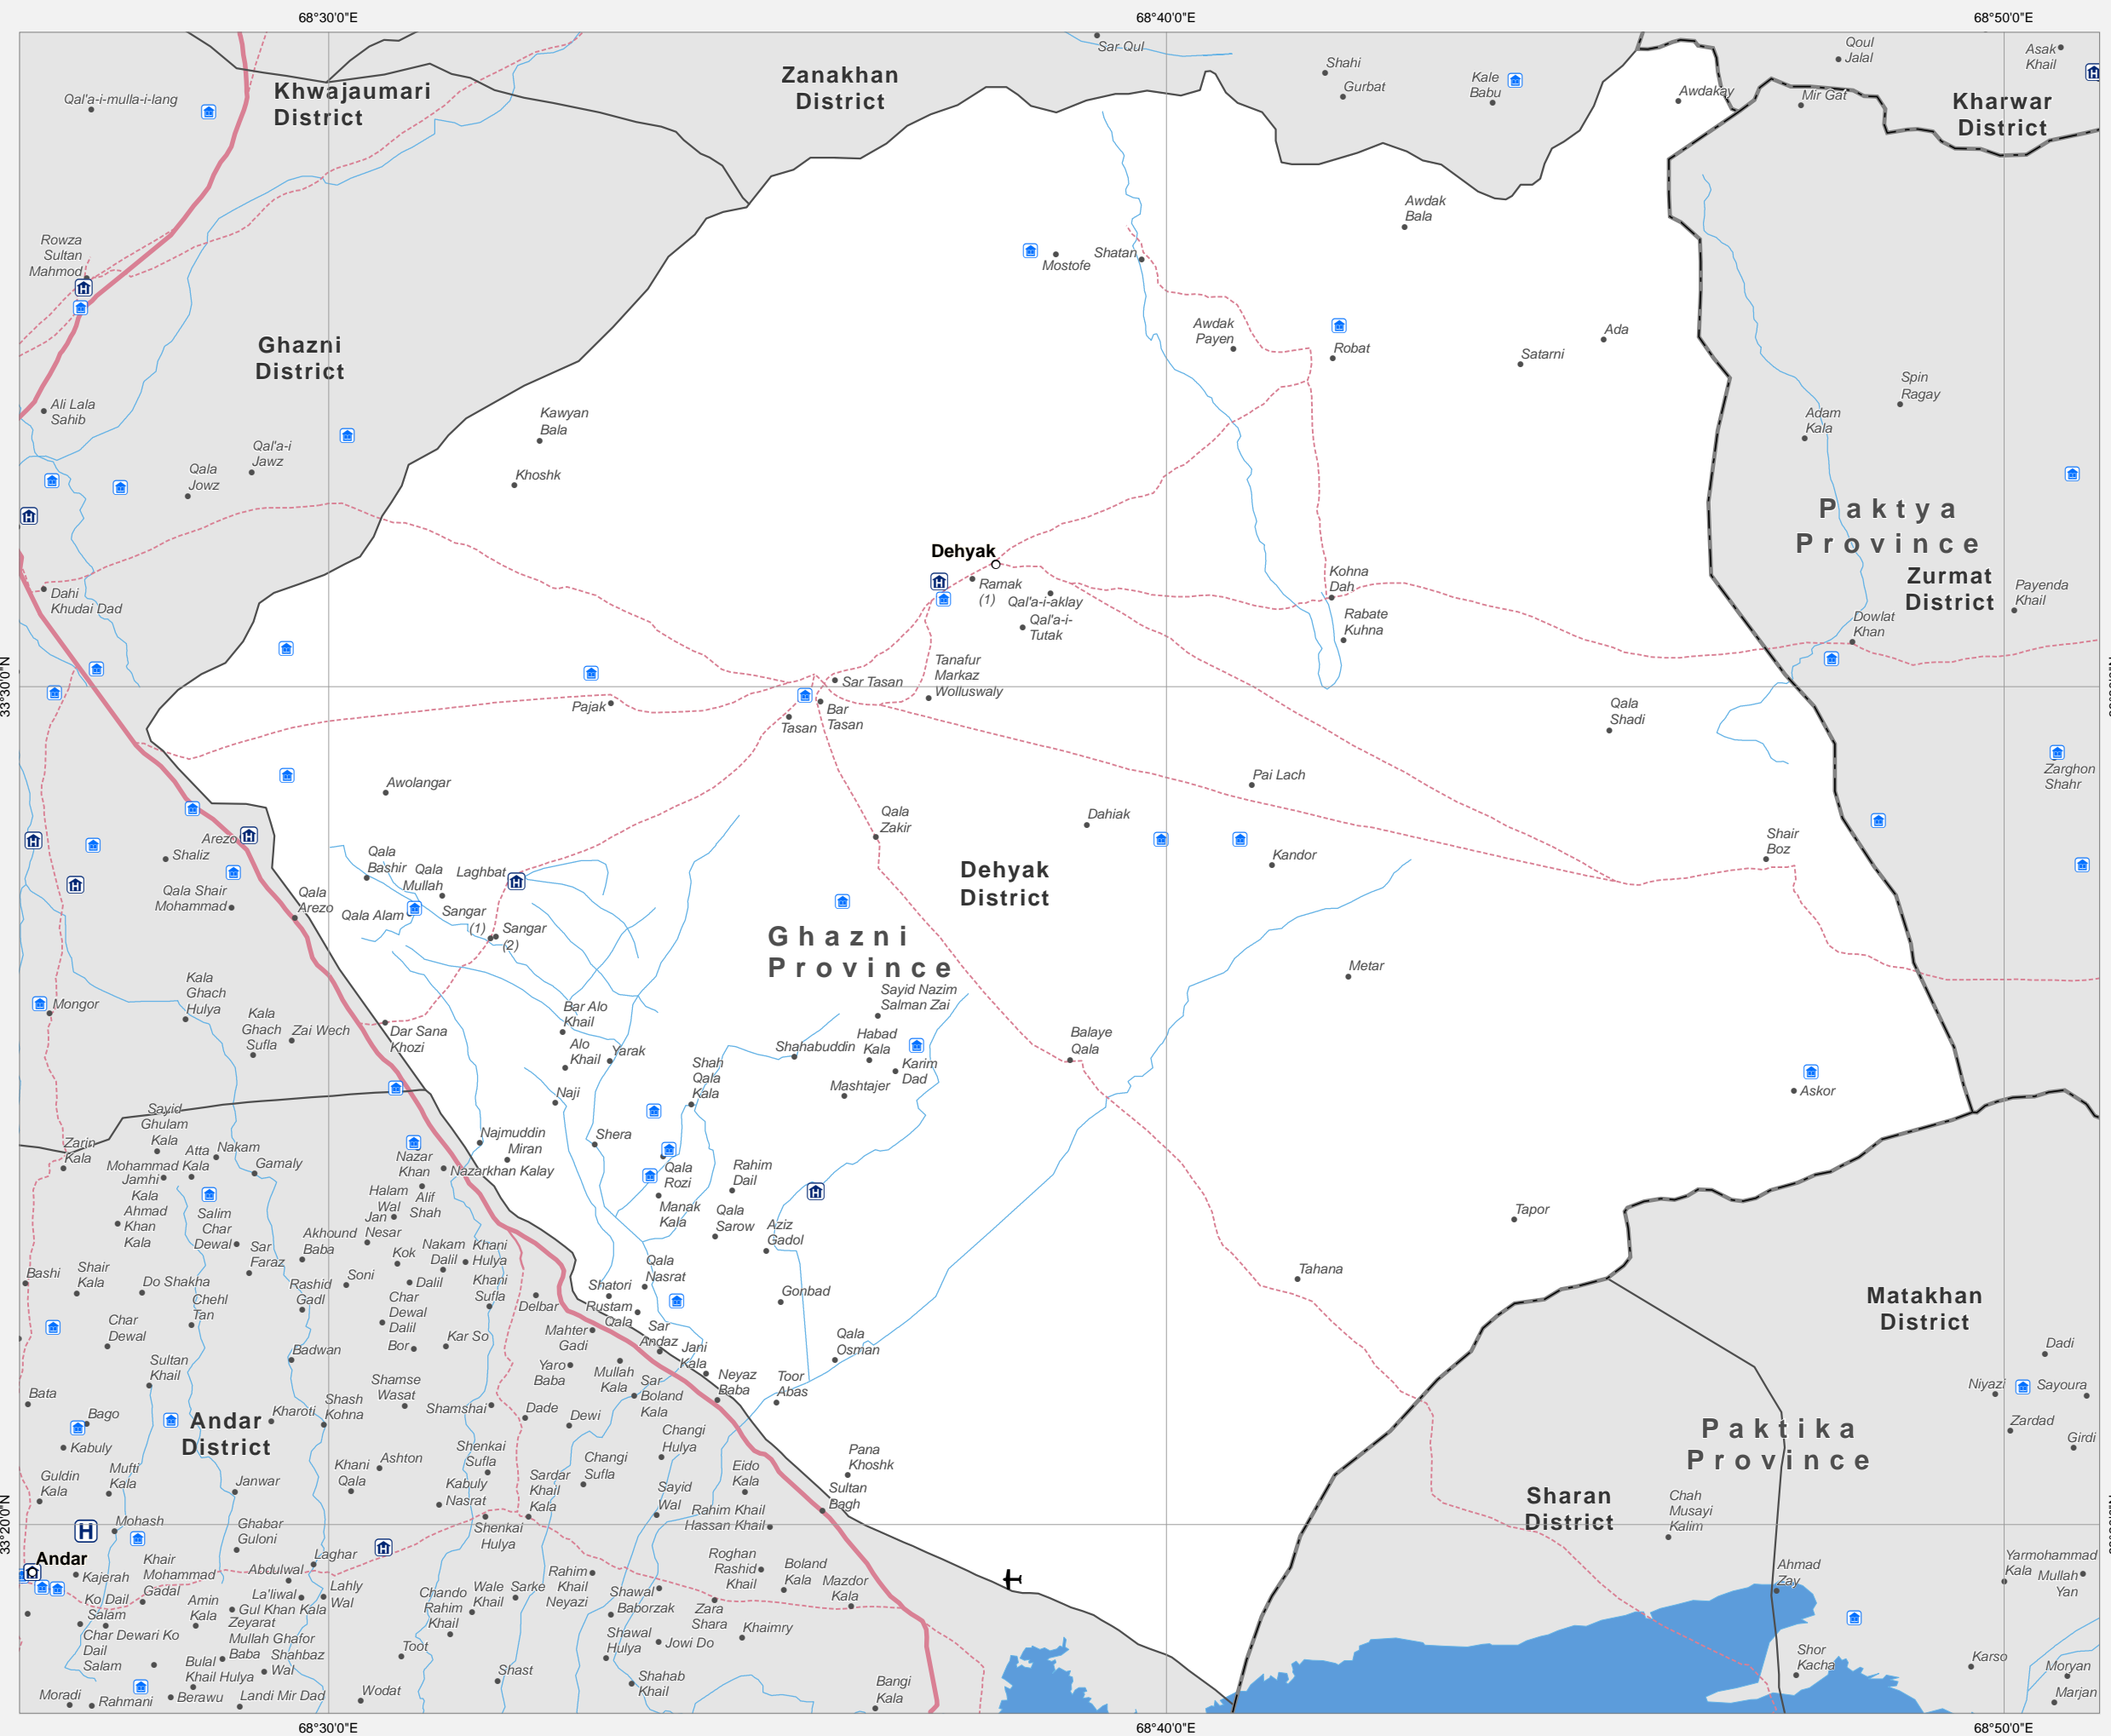 68°30'0"E
68°40'0"E
68°50'0"E
Sar Qul
Shahi
Gurbat
Kale
Babu
Awdakay
Qoul
Jalal
Mir Gat
Asak
Khail
Kharwar
District
Zanakhan
District
Khwajaumari
District
Qal'a-i-mulla-i-lang
Rowza
Sultan
Mahmod
Ghazni
District
Ali Lala
Sahib
Qal'a-i
Jawz
Qala
Jowz
Dahi
Khudai Dad
Awdak
Bala
Mostofe
Shatan
Awdak
Payen
Robat
Satarni
Ada
Kawyan
Bala
Khoshk
Spin
Ragay
Adam
Kala
Paktya
Province
Zurmat
District
Payenda
Khail
Dowlat
Khan
Dehyak
Ramak
(1)
Qal'a-i-aklay
Qal'a-i-
Tutak
Kohna
Dah
Rabate
Kuhna
Tanafur
Markaz
Wolluswaly
33°30'0"N
Sar Tasan
Bar
Tasan
Tasan
Pajak
Qala
Shadi
Zarghon
Shahr
Awolangar
Pai Lach
Dahiak
Kandor
Shair
Boz
Qala
Zakir
Dehyak
District
Ghazni
Province
Arezo
Shaliz
Qala Shair
Mohammad
Qala
Arezo
Qala
Bashir
Qala
Mullah
Laghbat
Qala Alam
Sangar
(1)
Sangar
(2)
Metar
Sayid Nazim
Salman Zai
Kala
Ghach
Hulya
Mongor
Kala
Ghach
Sufla
Zai Wech
Dar Sana
Khozi
Bar Alo
Khail
Alo
Khail
Yarak
Naji
Shah
Qala
Kala
Shahabuddin
Habad
Kala
Karim
Dad
Mashtajer
Balaye
Qala
Askor
Sayid
Ghulam
Kala
Zarin
Kala
Atta
Kala
Nakam
Mohammad
Jamhi
Kala
Gamaly
Nazar
Khan
Najmuddin
Miran
Nazarkhan Kalay
Shera
Qala
Rozi
Manak
Kala
Rahim
Dail
Qala
Sarow
Aziz
Gadol
Ahmad
Khan
Kala
Salim
Char
Dewal
Halam
Wal
Alif
Shah
Jan
Nesar
Akhound
Baba
Sar
Faraz
Kok
Nakam
Dalil
Khani
Hulya
Tapor
Tahana
Bashi
Shair
Kala
Do Shakha
Chehl
Tan
Rashid
Gadl
Soni
Dalil
Char
Dewal
Dalil
Khani
Sufla
Delbar
Shatori
Qala
Nasrat
Rustam
Qala
Gonbad
Qala
Osman
Matakhan
District
Char
Dewal
Sultan
Khail
Badwan
Bor
Kar So
Mahter
Gadi
Sar
Andaz
Jani
Kala
Yaro
Baba
Mullah
Kala
Neyaz
Baba
Toor
Abas
Dadi
Niyazi
Sayoura
Zardad
Girdi
Bata
Bago
Kabuly
Andar
District
Kharoti
Shash
Kohna
Shamse
Wasat
Shamshai
Dade
Dewi
Sar
Boland
Kala
Changi
Hulya
Paktika
Province
Guldin
Kala
Mufti
Kala
Janwar
Khani
Qala
Ashton
Shenkai
Sufla
Kabuly
Nasrat
Sardar
Khail
Kala
Changi
Sufla
Sayid
Wal
Eido
Kala
Pana
Khoshk
Sultan
Bagh
Rahim Khail
Hassan Khail
Sharan
District
Chah
Musayi
Kalim
33°20'0"N
Mohash
Ghabar
Guloni
Shenkai
Hulya
Andar
Kajerah
Khair
Mohammad
Gadal
Abdulwal
Laghar
Roghan
Rashid
Khail
Boland
Kala
Mazdor
Kala
Ahmad
Zay
Yarmohammad
Kala
Mullah
Yan
Ko Dail
Salam
Amin
Kala
La'liwal
Gul Khan Kala
Lahly
Wal
Zeyarat
Chando
Rahim
Khail
Wale
Khail
Sarke
Rahim
Khail
Neyazi
Shawal
Baborzak
Zara
Shara
Khaimry
Char Dewari Ko
Dail
Salam
Mullah Ghafor
Baba
Shahbaz
Wal
Toot
Shawal
Hulya
Jowi Do
Shor
Kacha
Karso
Moryan
Marjan
Bulal
Khail Hulya
Shast
Shahab
Khail
Bangi
Kala
Moradi
Rahmani
Berawu
Landi Mir Dad
Wodat
68°30'0"E
68°40'0"E
68°50'0"E